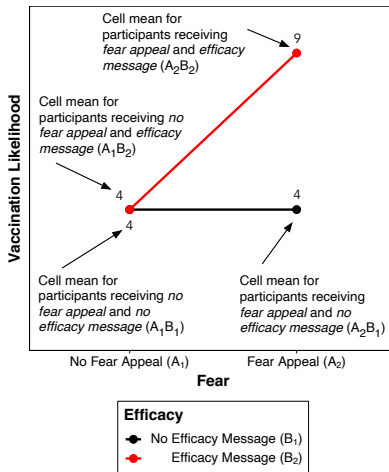 Cell mean for
participants receiving
fear appeal and efficacy
message (A₂B₂)
9
Cell mean for
participants receiving no
fear appeal and efficacy
message (A₁B₂)
4
4
4
Cell mean for
participants receiving no
fear appeal and no
efficacy message (A₁B₁)
Cell mean for
participants receiving
fear appeal and no
efficacy message (A₂B₁)
Vaccination Likelihood
No Fear Appeal (A₁)
Fear Appeal (A₂)
Fear
Efficacy
No Efficacy Message (B₁)
Efficacy Message (B₂)